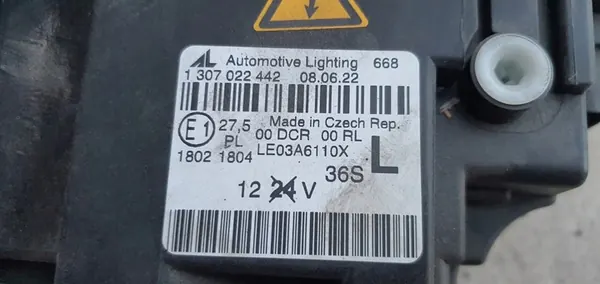 AL Automotive Lighting 668
1 307 022 442 08.06.22
Made in Czech Rep.
E1 27,5 00 DCR 00 RL
PL LE03A6110X
1802 1804
36S L
12 24 V